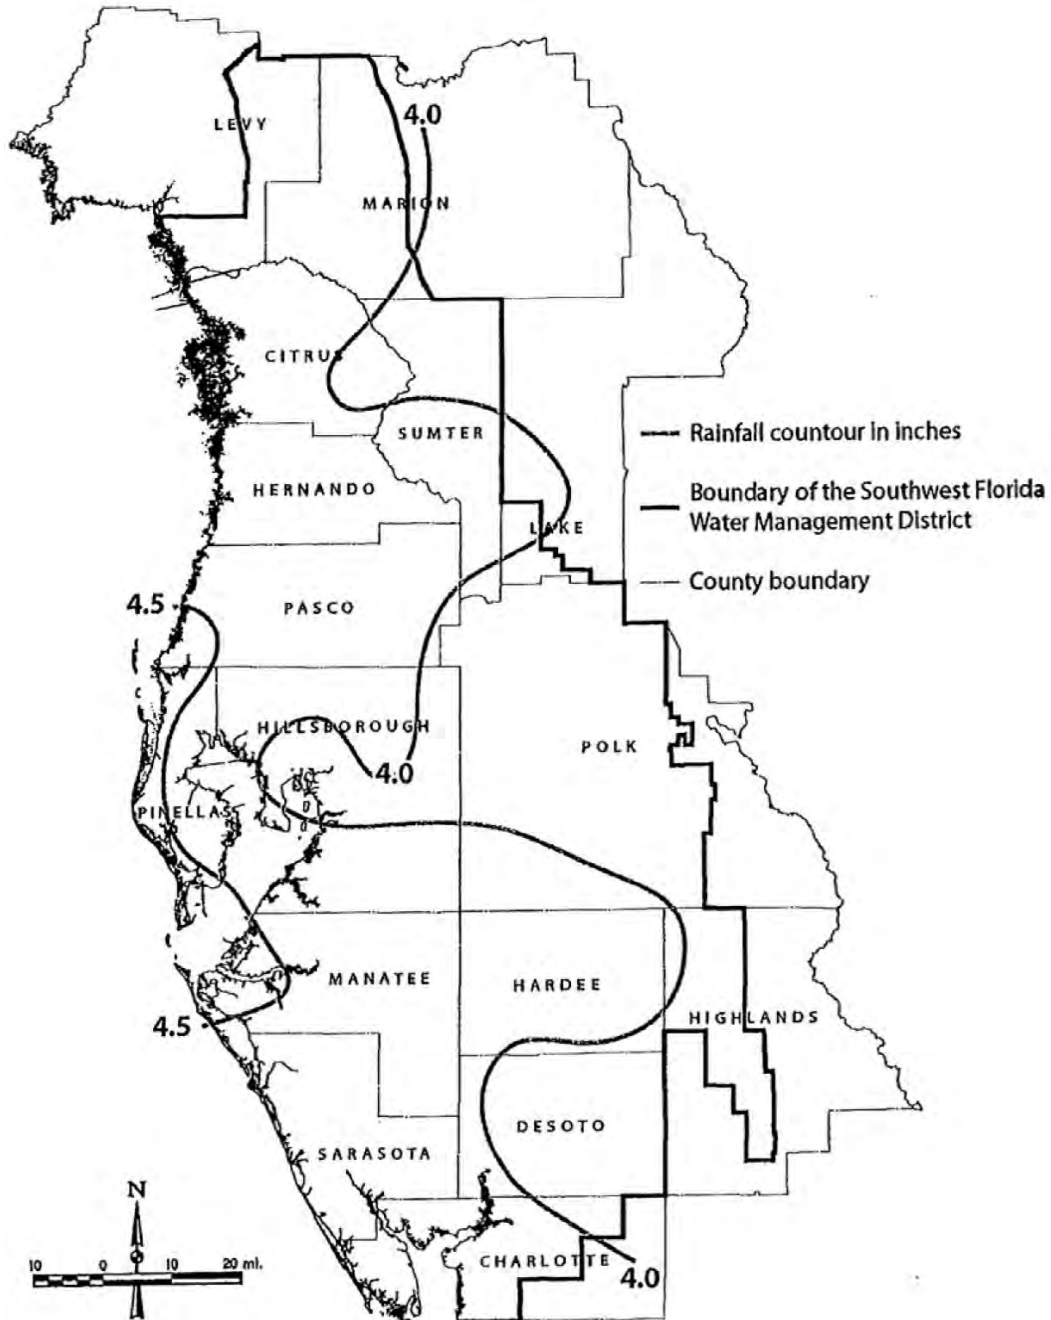 4.0
LEVY
MARION
CITRUS
SUMTER
Rainfall countour in inches
HERNANDO
Boundary of the Southwest Florida
Water Management District
LAKE
County boundary
4.5
PASCO
HILLSBOROUGH
POLK
4.0
PINELLAS
MANATEE
HARDEE
HIGHLANDS
4.5
DESOTO
SARASOTA
N
CHARLOTTE
10 0 10 20 mi.
4.0